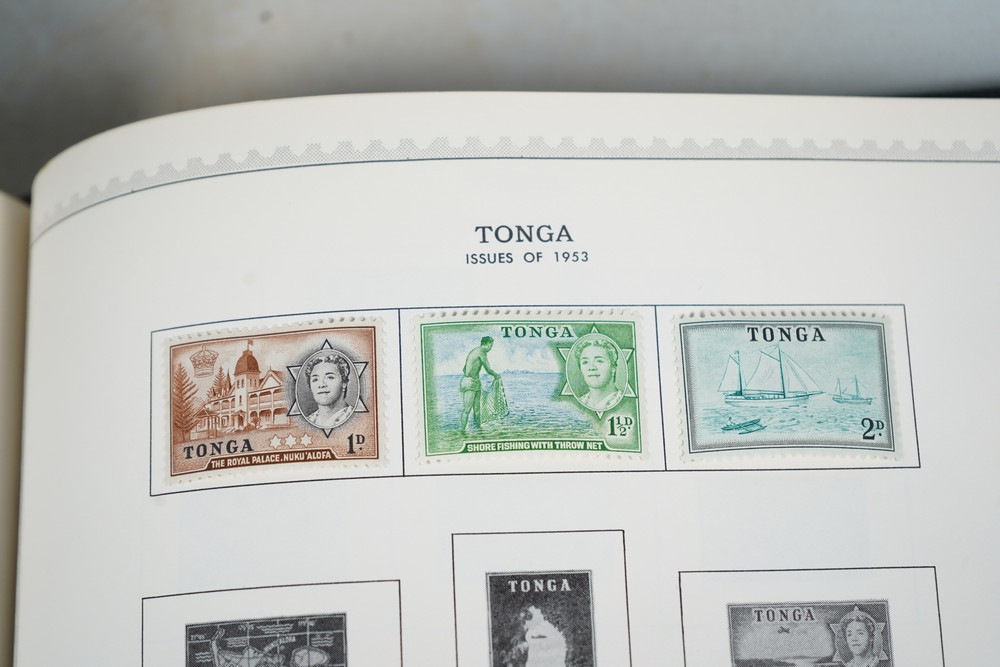 TONGA
ISSUES OF 1953
TONGA
1D.
THE ROYAL PALACE. NUKU'ALOFA
TONGA
1½D.
SHORE FISHING WITH THROW NET
TONGA
2D.
TONGA
TONGA